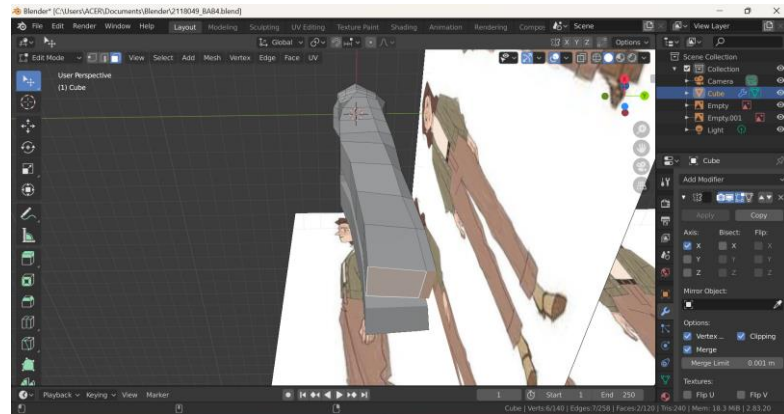 Blender* [C:\Users\ACER\Documents\Blender\2118049_BAB4.blend]
File Edit Render Window Help Layout Modeling Sculpting UV Editing Texture Paint Shading Animation Rendering Compos Scene View Layer
Global X Y Z Options
Edit Mode View Select Add Mesh Vertex Edge Face UV
User Perspective
(1) Cube
Scene Collection
Collection
Camera
Cube
Empty
Empty.001
Light
Cube
Add Modifier
Apply Copy
Axis: Bisect: Flip:
X X X
Y Y Y
Z Z Z
Mirror Object:
Options:
Vertex ... Clipping
Merge
Merge Limit 0.001 m
Textures:
Flip U Flip V
Playback Keying View Marker 1 Start 1 End 250
Cube | Verts:6/140 | Edges:7/258 | Faces:2/120 | Tris:240 | Mem: 18.3 MiB | 2.83.20